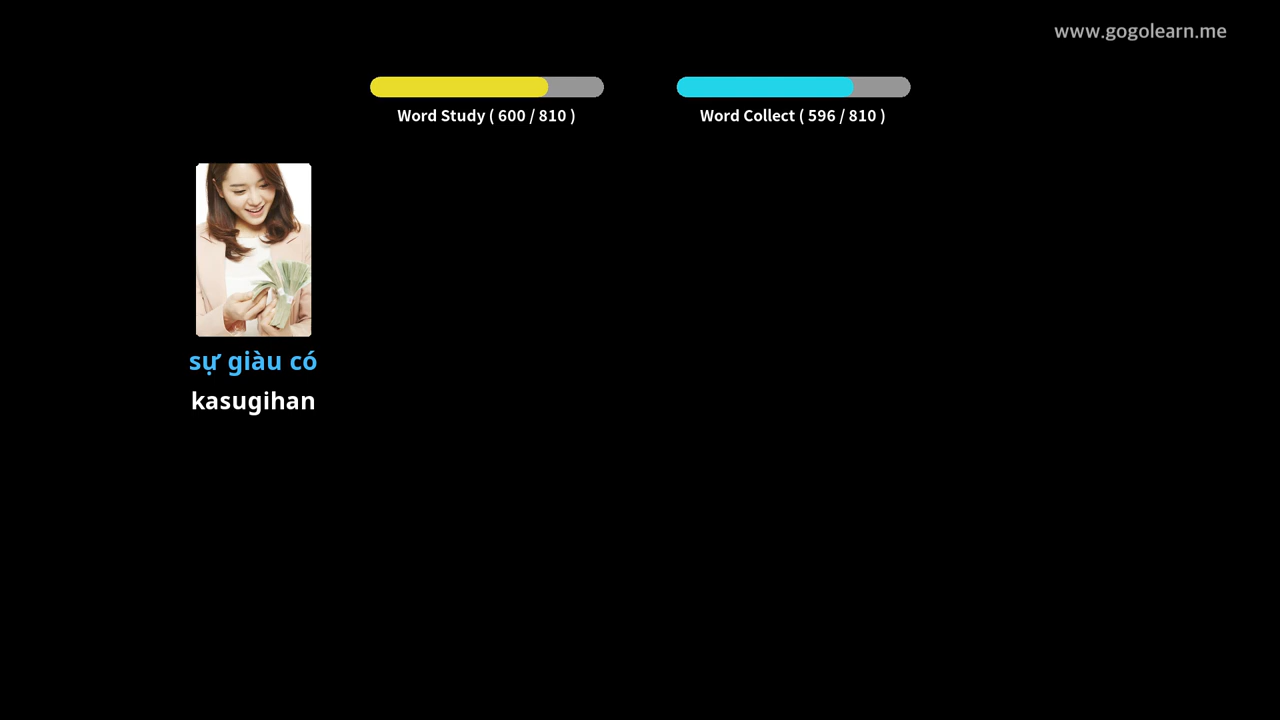 www.gogolearn.me
Word Study ( 600 / 810 )
Word Collect ( 596 / 810 )
sự giàu có
kasugihan